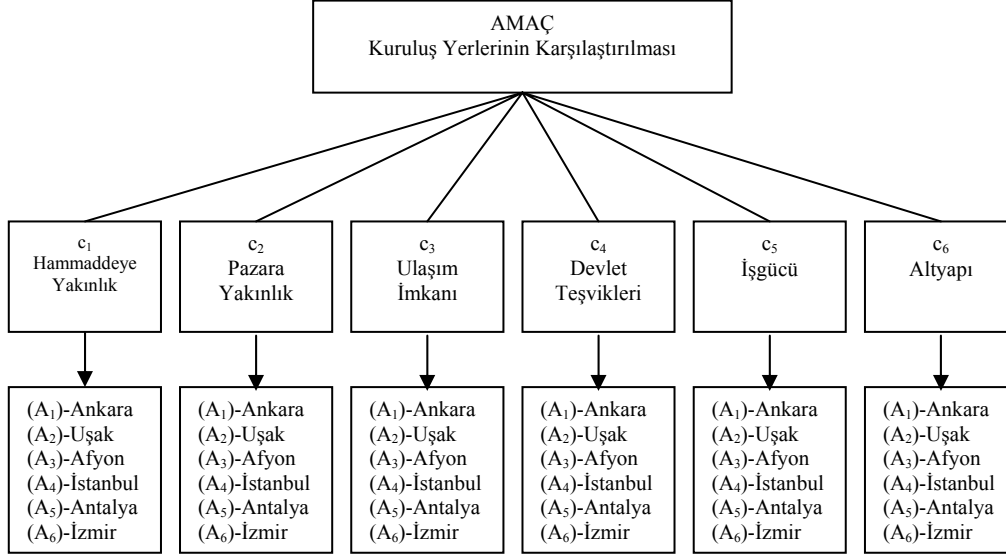 AMAÇ
Kuruluş Yerlerinin Karşılaştırılması
c₁
Hammaddeye
Yakınlık
c₂
Pazara
Yakınlık
c₃
Ulaşım
İmkanı
c₄
Devlet
Teşvikleri
c₅
İşgücü
c₆
Altyapı
(A₁)-Ankara
(A₂)-Uşak
(A₃)-Afyon
(A₄)-İstanbul
(A₅)-Antalya
(A₆)-İzmir
(A₁)-Ankara
(A₂)-Uşak
(A₃)-Afyon
(A₄)-İstanbul
(A₅)-Antalya
(A₆)-İzmir
(A₁)-Ankara
(A₂)-Uşak
(A₃)-Afyon
(A₄)-İstanbul
(A₅)-Antalya
(A₆)-İzmir
(A₁)-Ankara
(A₂)-Uşak
(A₃)-Afyon
(A₄)-İstanbul
(A₅)-Antalya
(A₆)-İzmir
(A₁)-Ankara
(A₂)-Uşak
(A₃)-Afyon
(A₄)-İstanbul
(A₅)-Antalya
(A₆)-İzmir
(A₁)-Ankara
(A₂)-Uşak
(A₃)-Afyon
(A₄)-İstanbul
(A₅)-Antalya
(A₆)-İzmir